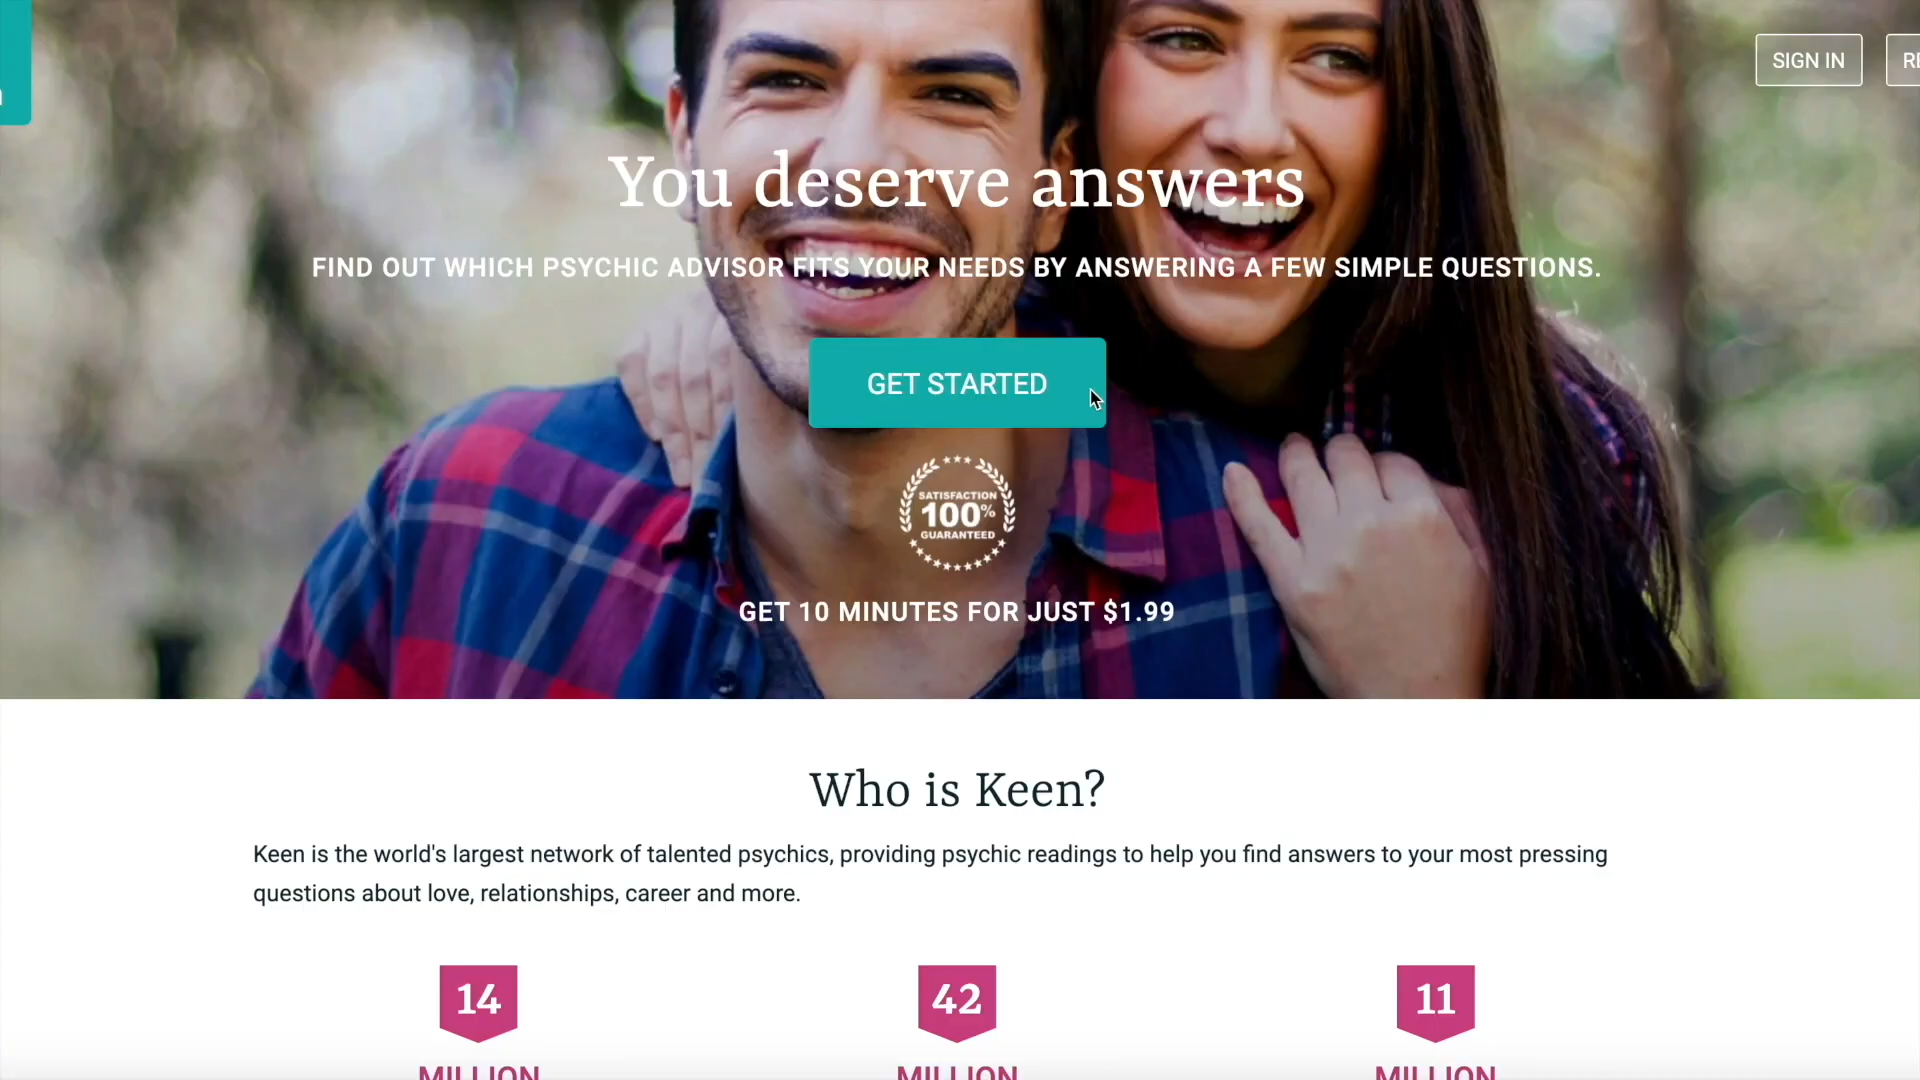 SIGN IN
You deserve answers
FIND OUT WHICH PSYCHIC ADVISOR FITS YOUR NEEDS BY ANSWERING A FEW SIMPLE QUESTIONS.
GET STARTED
SATISFACTION
100%
GUARANTEED
GET 10 MINUTES FOR JUST $1.99
Who is Keen?
Keen is the world's largest network of talented psychics, providing psychic readings to help you find answers to your most pressing
questions about love, relationships, career and more.
14 42 11
MILLION MILLION MILLION